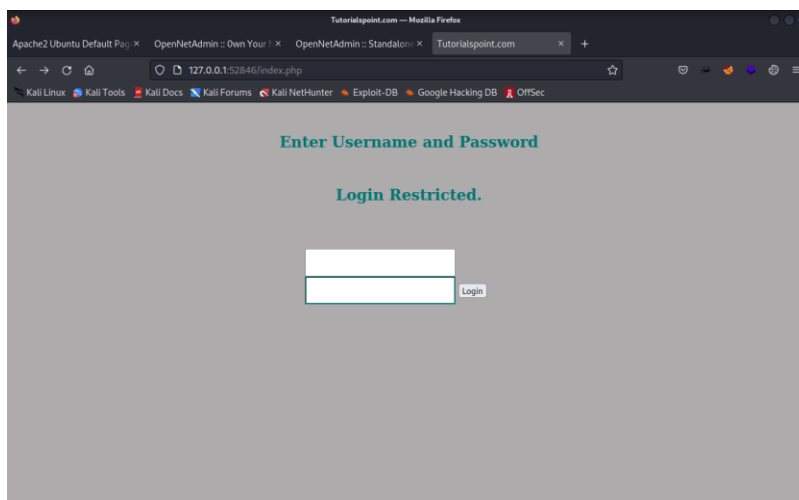 Tutorialspoint.com — Mozilla Firefox
Apache2 Ubuntu Default Pag × OpenNetAdmin :: 0wn Your × OpenNetAdmin :: Standalone × Tutorialspoint.com × +
127.0.0.1:52846/index.php
Kali Linux Kali Tools Kali Docs Kali Forums Kali NetHunter Exploit-DB Google Hacking DB OffSec
Enter Username and Password
Login Restricted.
Login